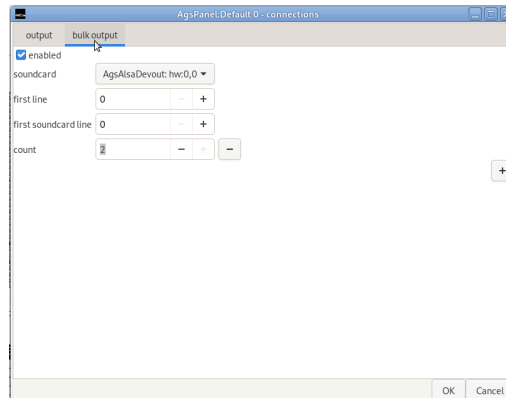 AgsPanel:Default 0 - connections
output bulk output
enabled
soundcard AgsAlsaDevout: hw:0,0
first line 0 − +
first soundcard line 0 − +
count 2 − + −
+
OK Cancel